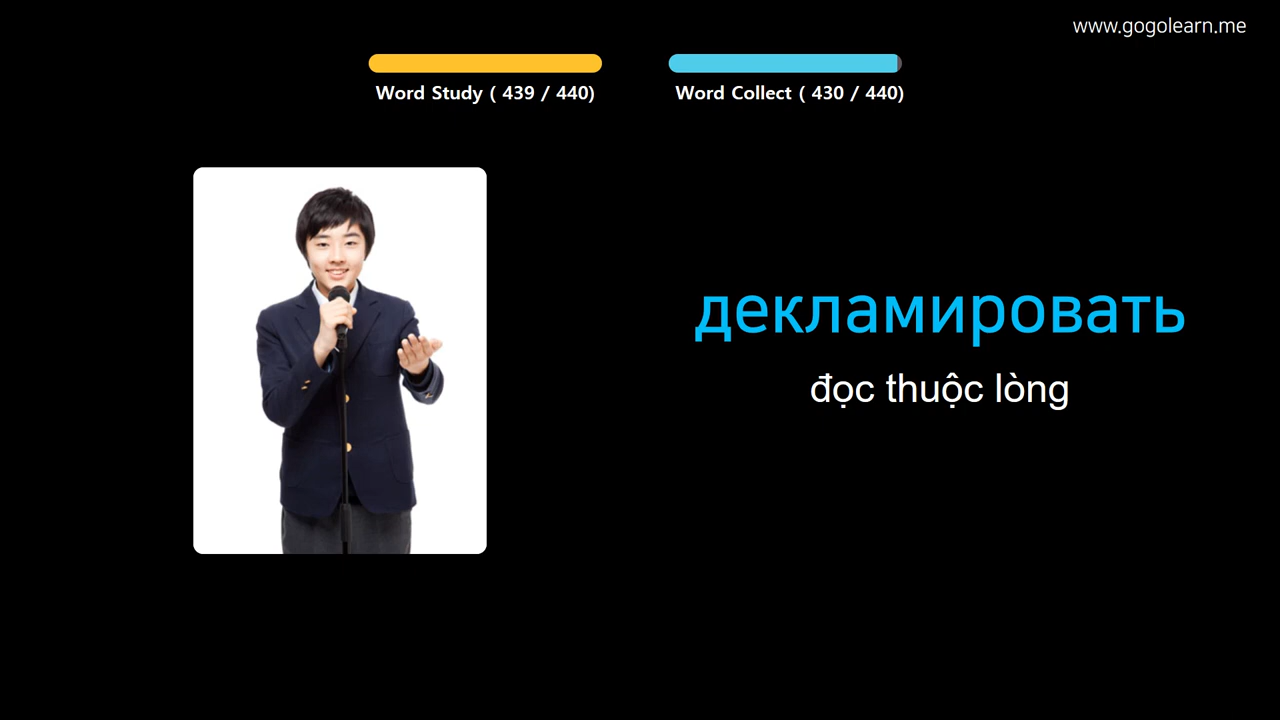 www.gogolearn.me
Word Study ( 439 / 440)
Word Collect ( 430 / 440)
декламировать
đọc thuộc lòng